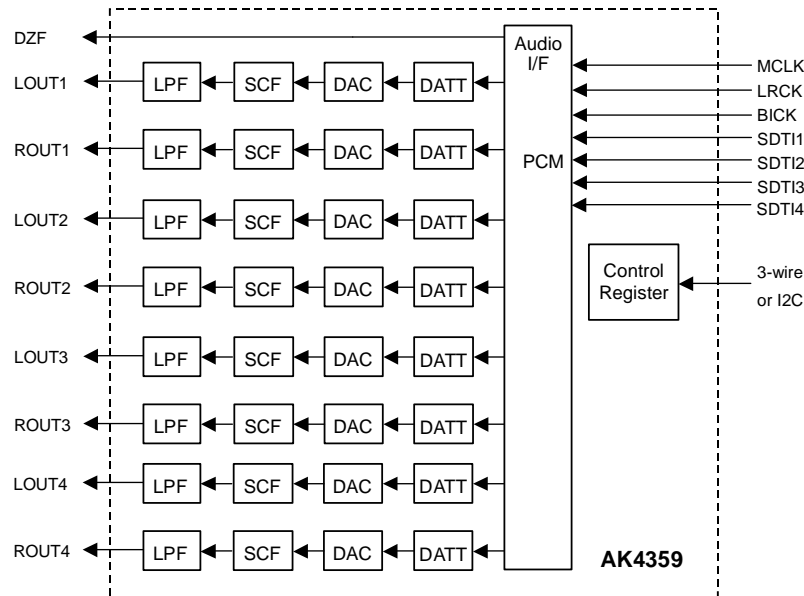 DZF
Audio
I/F
MCLK
LOUT1 LPF SCF DAC DATT
LRCK
BICK
SDTI1
ROUT1 LPF SCF DAC DATT PCM
SDTI2
SDTI3
SDTI4
LOUT2 LPF SCF DAC DATT
ROUT2 LPF SCF DAC DATT
Control
Register
3-wire
or I2C
LOUT3 LPF SCF DAC DATT
ROUT3 LPF SCF DAC DATT
LOUT4 LPF SCF DAC DATT
ROUT4 LPF SCF DAC DATT
AK4359